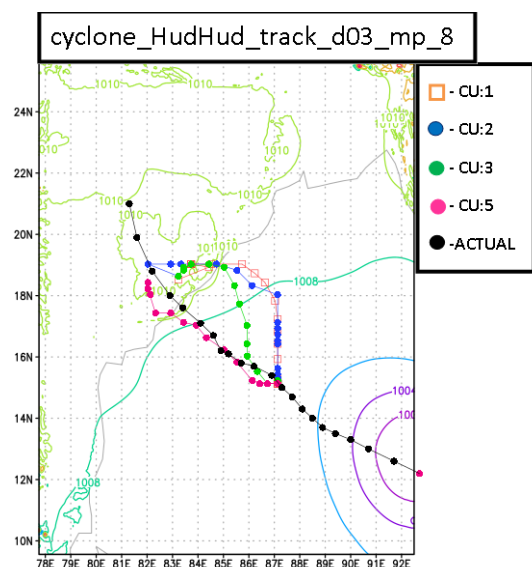 cyclone_HudHud_track_d03_mp_8
- CU:1
- CU:2
- CU:3
- CU:5
-ACTUAL
24N
22N
20N
18N
16N
14N
12N
10N
1010
1010
1010
1010
1010
1008
1008
1004
78E 79E 80E 81E 82E 83E 84E 85E 86E 87E 88E 89E 90E 91E 92E